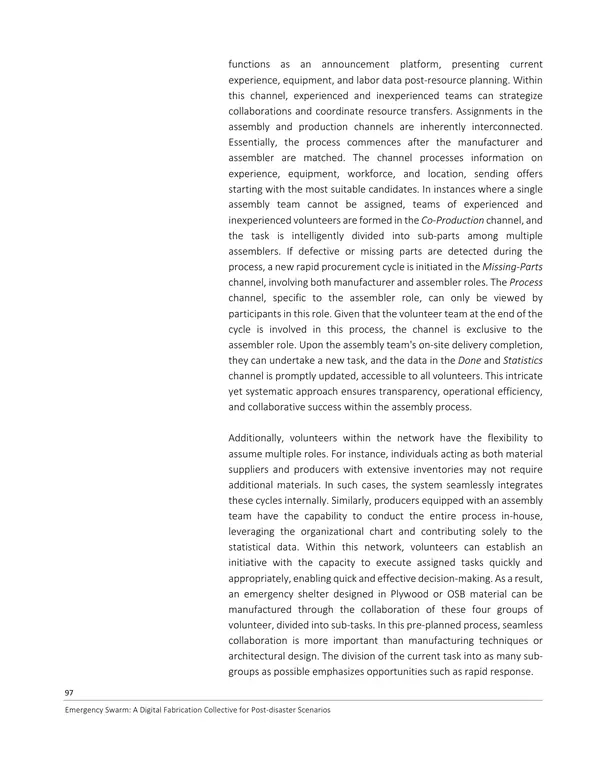 functions as an announcement platform, presenting current
experience, equipment, and labor data post-resource planning. Within
this channel, experienced and inexperienced teams can strategize
collaborations and coordinate resource transfers. Assignments in the
assembly and production channels are inherently interconnected.
Essentially, the process commences after the manufacturer and
assembler are matched. The channel processes information on
experience, equipment, workforce, and location, sending offers
starting with the most suitable candidates. In instances where a single
assembly team cannot be assigned, teams of experienced and
inexperienced volunteers are formed in the Co-Production channel, and
the task is intelligently divided into sub-parts among multiple
assemblers. If defective or missing parts are detected during the
process, a new rapid procurement cycle is initiated in the Missing-Parts
channel, involving both manufacturer and assembler roles. The Process
channel, specific to the assembler role, can only be viewed by
participants in this role. Given that the volunteer team at the end of the
cycle is involved in this process, the channel is exclusive to the
assembler role. Upon the assembly team's on-site delivery completion,
they can undertake a new task, and the data in the Done and Statistics
channel is promptly updated, accessible to all volunteers. This intricate
yet systematic approach ensures transparency, operational efficiency,
and collaborative success within the assembly process.
Additionally, volunteers within the network have the flexibility to
assume multiple roles. For instance, individuals acting as both material
suppliers and producers with extensive inventories may not require
additional materials. In such cases, the system seamlessly integrates
these cycles internally. Similarly, producers equipped with an assembly
team have the capability to conduct the entire process in-house,
leveraging the organizational chart and contributing solely to the
statistical data. Within this network, volunteers can establish an
initiative with the capacity to execute assigned tasks quickly and
appropriately, enabling quick and effective decision-making. As a result,
an emergency shelter designed in Plywood or OSB material can be
manufactured through the collaboration of these four groups of
volunteer, divided into sub-tasks. In this pre-planned process, seamless
collaboration is more important than manufacturing techniques or
architectural design. The division of the current task into as many sub-
groups as possible emphasizes opportunities such as rapid response.
97
Emergency Swarm: A Digital Fabrication Collective for Post-disaster Scenarios